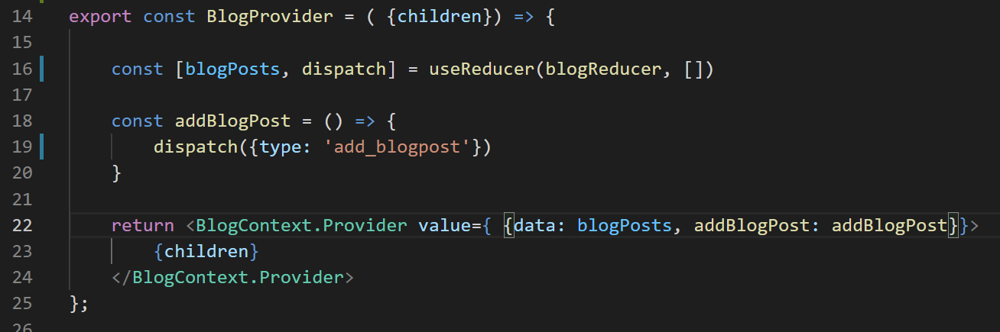 14 export const BlogProvider = ( {children}) => {
15
16 const [blogPosts, dispatch] = useReducer(blogReducer, [])
17
18 const addBlogPost = () => {
19 dispatch({type: 'add_blogpost'})
20 }
21
22 return <BlogContext.Provider value={ {data: blogPosts, addBlogPost: addBlogPost}}>
23 {children}
24 </BlogContext.Provider>
25 };
26